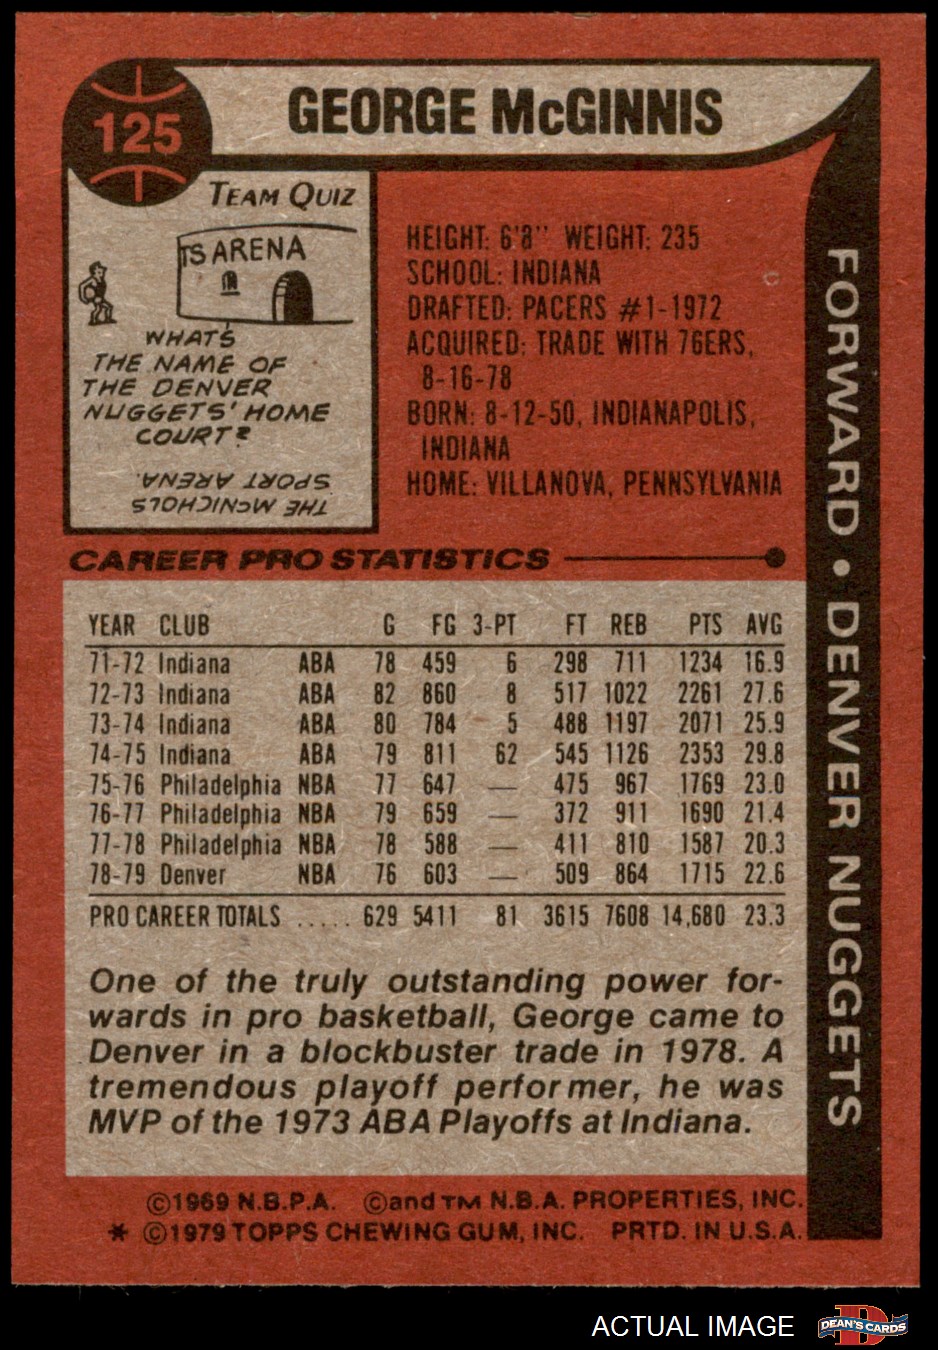 125
GEORGE McGINNIS
TEAM QUIZ
TS ARENA
WHAT'S
THE NAME OF
THE DENVER
NUGGETS' HOME
COURT?
THE McNICHOLS
SPORT ARENA.
HEIGHT: 6'8" WEIGHT: 235
SCHOOL: INDIANA
DRAFTED: PACERS #1-1972
ACQUIRED: TRADE WITH 76ERS,
8-16-78
BORN: 8-12-50, INDIANAPOLIS,
INDIANA
HOME: VILLANOVA, PENNSYLVANIA
FORWARD • DENVER NUGGETS
CAREER PRO STATISTICS
YEAR CLUB G FG 3-PT FT REB PTS AVG
71-72 Indiana ABA 78 459 6 298 711 1234 16.9
72-73 Indiana ABA 82 860 8 517 1022 2261 27.6
73-74 Indiana ABA 80 784 5 488 1197 2071 25.9
74-75 Indiana ABA 79 811 62 545 1126 2353 29.8
75-76 Philadelphia NBA 77 647 — 475 967 1769 23.0
76-77 Philadelphia NBA 79 659 — 372 911 1690 21.4
77-78 Philadelphia NBA 78 588 — 411 810 1587 20.3
78-79 Denver NBA 76 603 — 509 864 1715 22.6
PRO CAREER TOTALS ..... 629 5411 81 3615 7608 14,680 23.3
One of the truly outstanding power for-
wards in pro basketball, George came to
Denver in a blockbuster trade in 1978. A
tremendous playoff performer, he was
MVP of the 1973 ABA Playoffs at Indiana.
©1969 N.B.P.A. ©and TM N.B.A. PROPERTIES, INC.
* ©1979 TOPPS CHEWING GUM, INC. PRTD. IN U.S.A.
ACTUAL IMAGE
D
DEAN'S CARDS